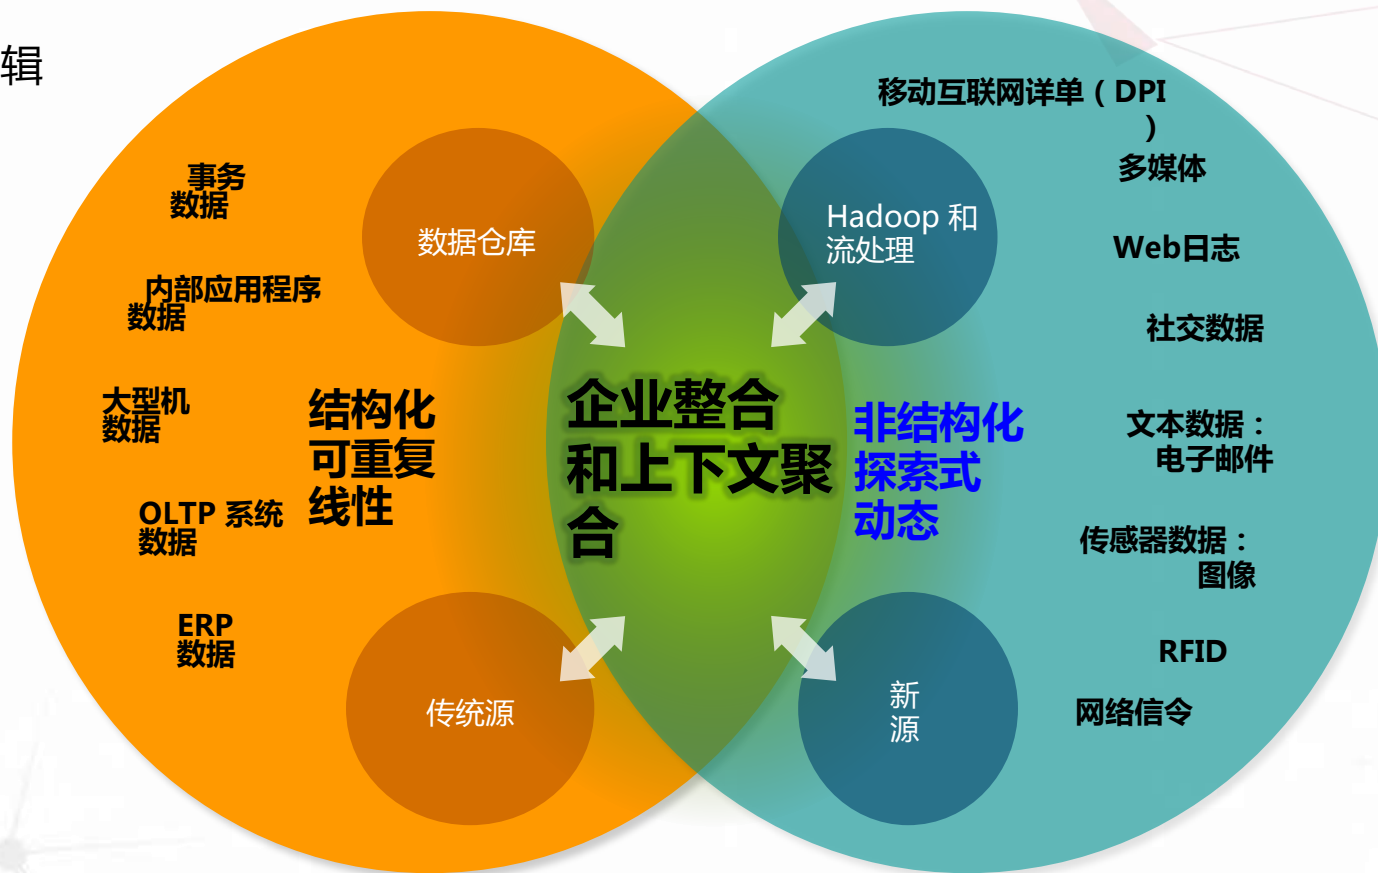 辑
事务
数据
内部应用程序
数据
大型机
数据
OLTP 系统
数据
ERP
数据
数据仓库
结构化
可重复
线性
传统源
企业整合
和上下文聚
合
Hadoop 和
流处理
非结构化
探索式
动态
新
源
移动互联网详单（DPI
）
多媒体
Web日志
社交数据
文本数据：
电子邮件
传感器数据：
图像
RFID
网络信令